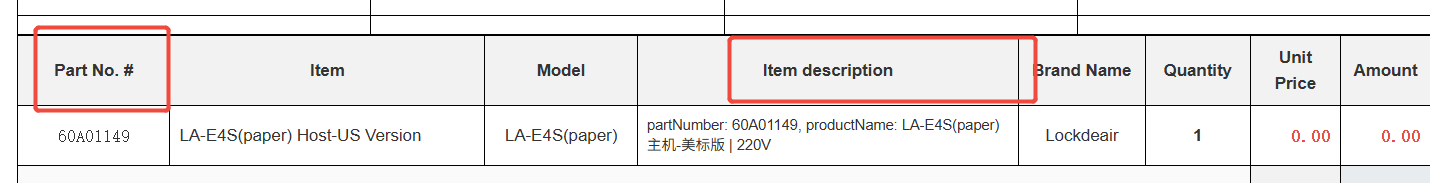 Part No. # Item Model Item description Brand Name Quantity Unit Price Amount
60A01149 LA-E4S(paper) Host-US Version LA-E4S(paper) partNumber: 60A01149, productName: LA-E4S(paper) Lockdeair 1 0.00 0.00
主机-美标版 | 220V